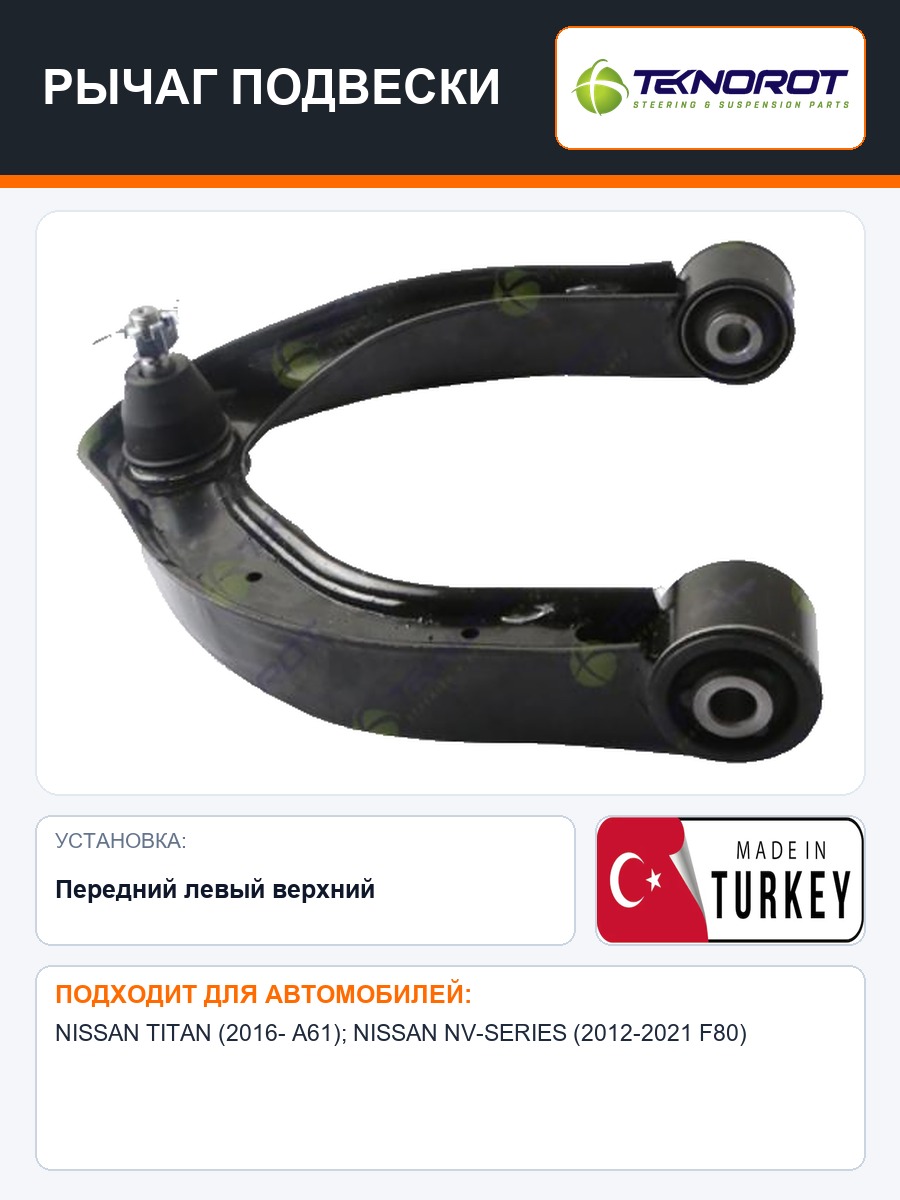 РЫЧАГ ПОДВЕСКИ
TEKNOROT
STEERING & SUSPENSION PARTS
УСТАНОВКА:
Передний левый верхний
MADE IN
TURKEY
ПОДХОДИТ ДЛЯ АВТОМОБИЛЕЙ:
NISSAN TITAN (2016- A61); NISSAN NV-SERIES (2012-2021 F80)